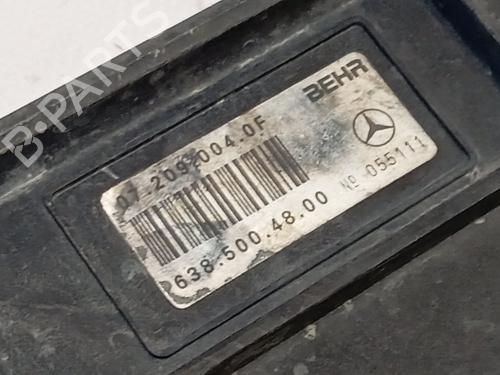 B-PARTS
BEHR
07 209 004.0F
№ 055111
638.500.48.00